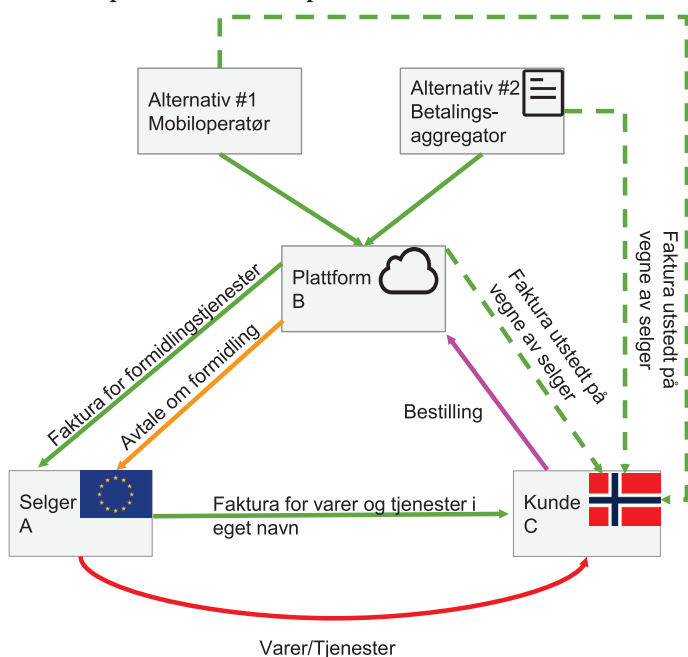 Alternativ #1
Mobiloperatør
Alternativ #2
Betalings-
aggregator
Plattform
B
Faktura for formidlingstjenester
Avtale om formidling
Bestilling
Faktura utstedt på
vegne av selger
Faktura utstedt på
vegne av selger
Selger
A
Faktura for varer og tjenester i
eget navn
Kunde
C
Varer/Tjenester